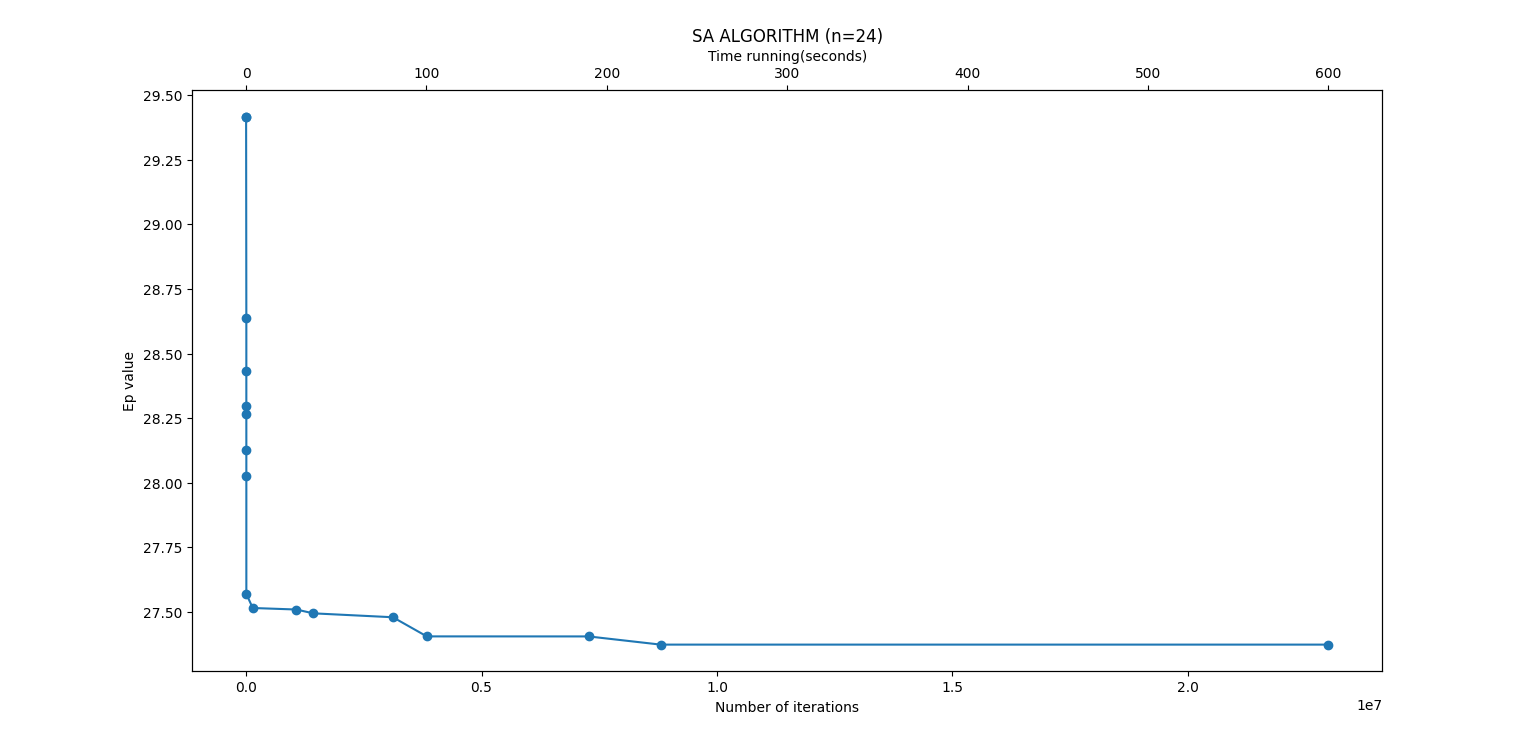 SA ALGORITHM (n=24)
Time running(seconds)
0 100 200 300 400 500 600
29.50
29.25
29.00
28.75
28.50
28.25
28.00
27.75
27.50
Ep value
0.0 0.5 1.0 1.5 2.0
1e7
Number of iterations